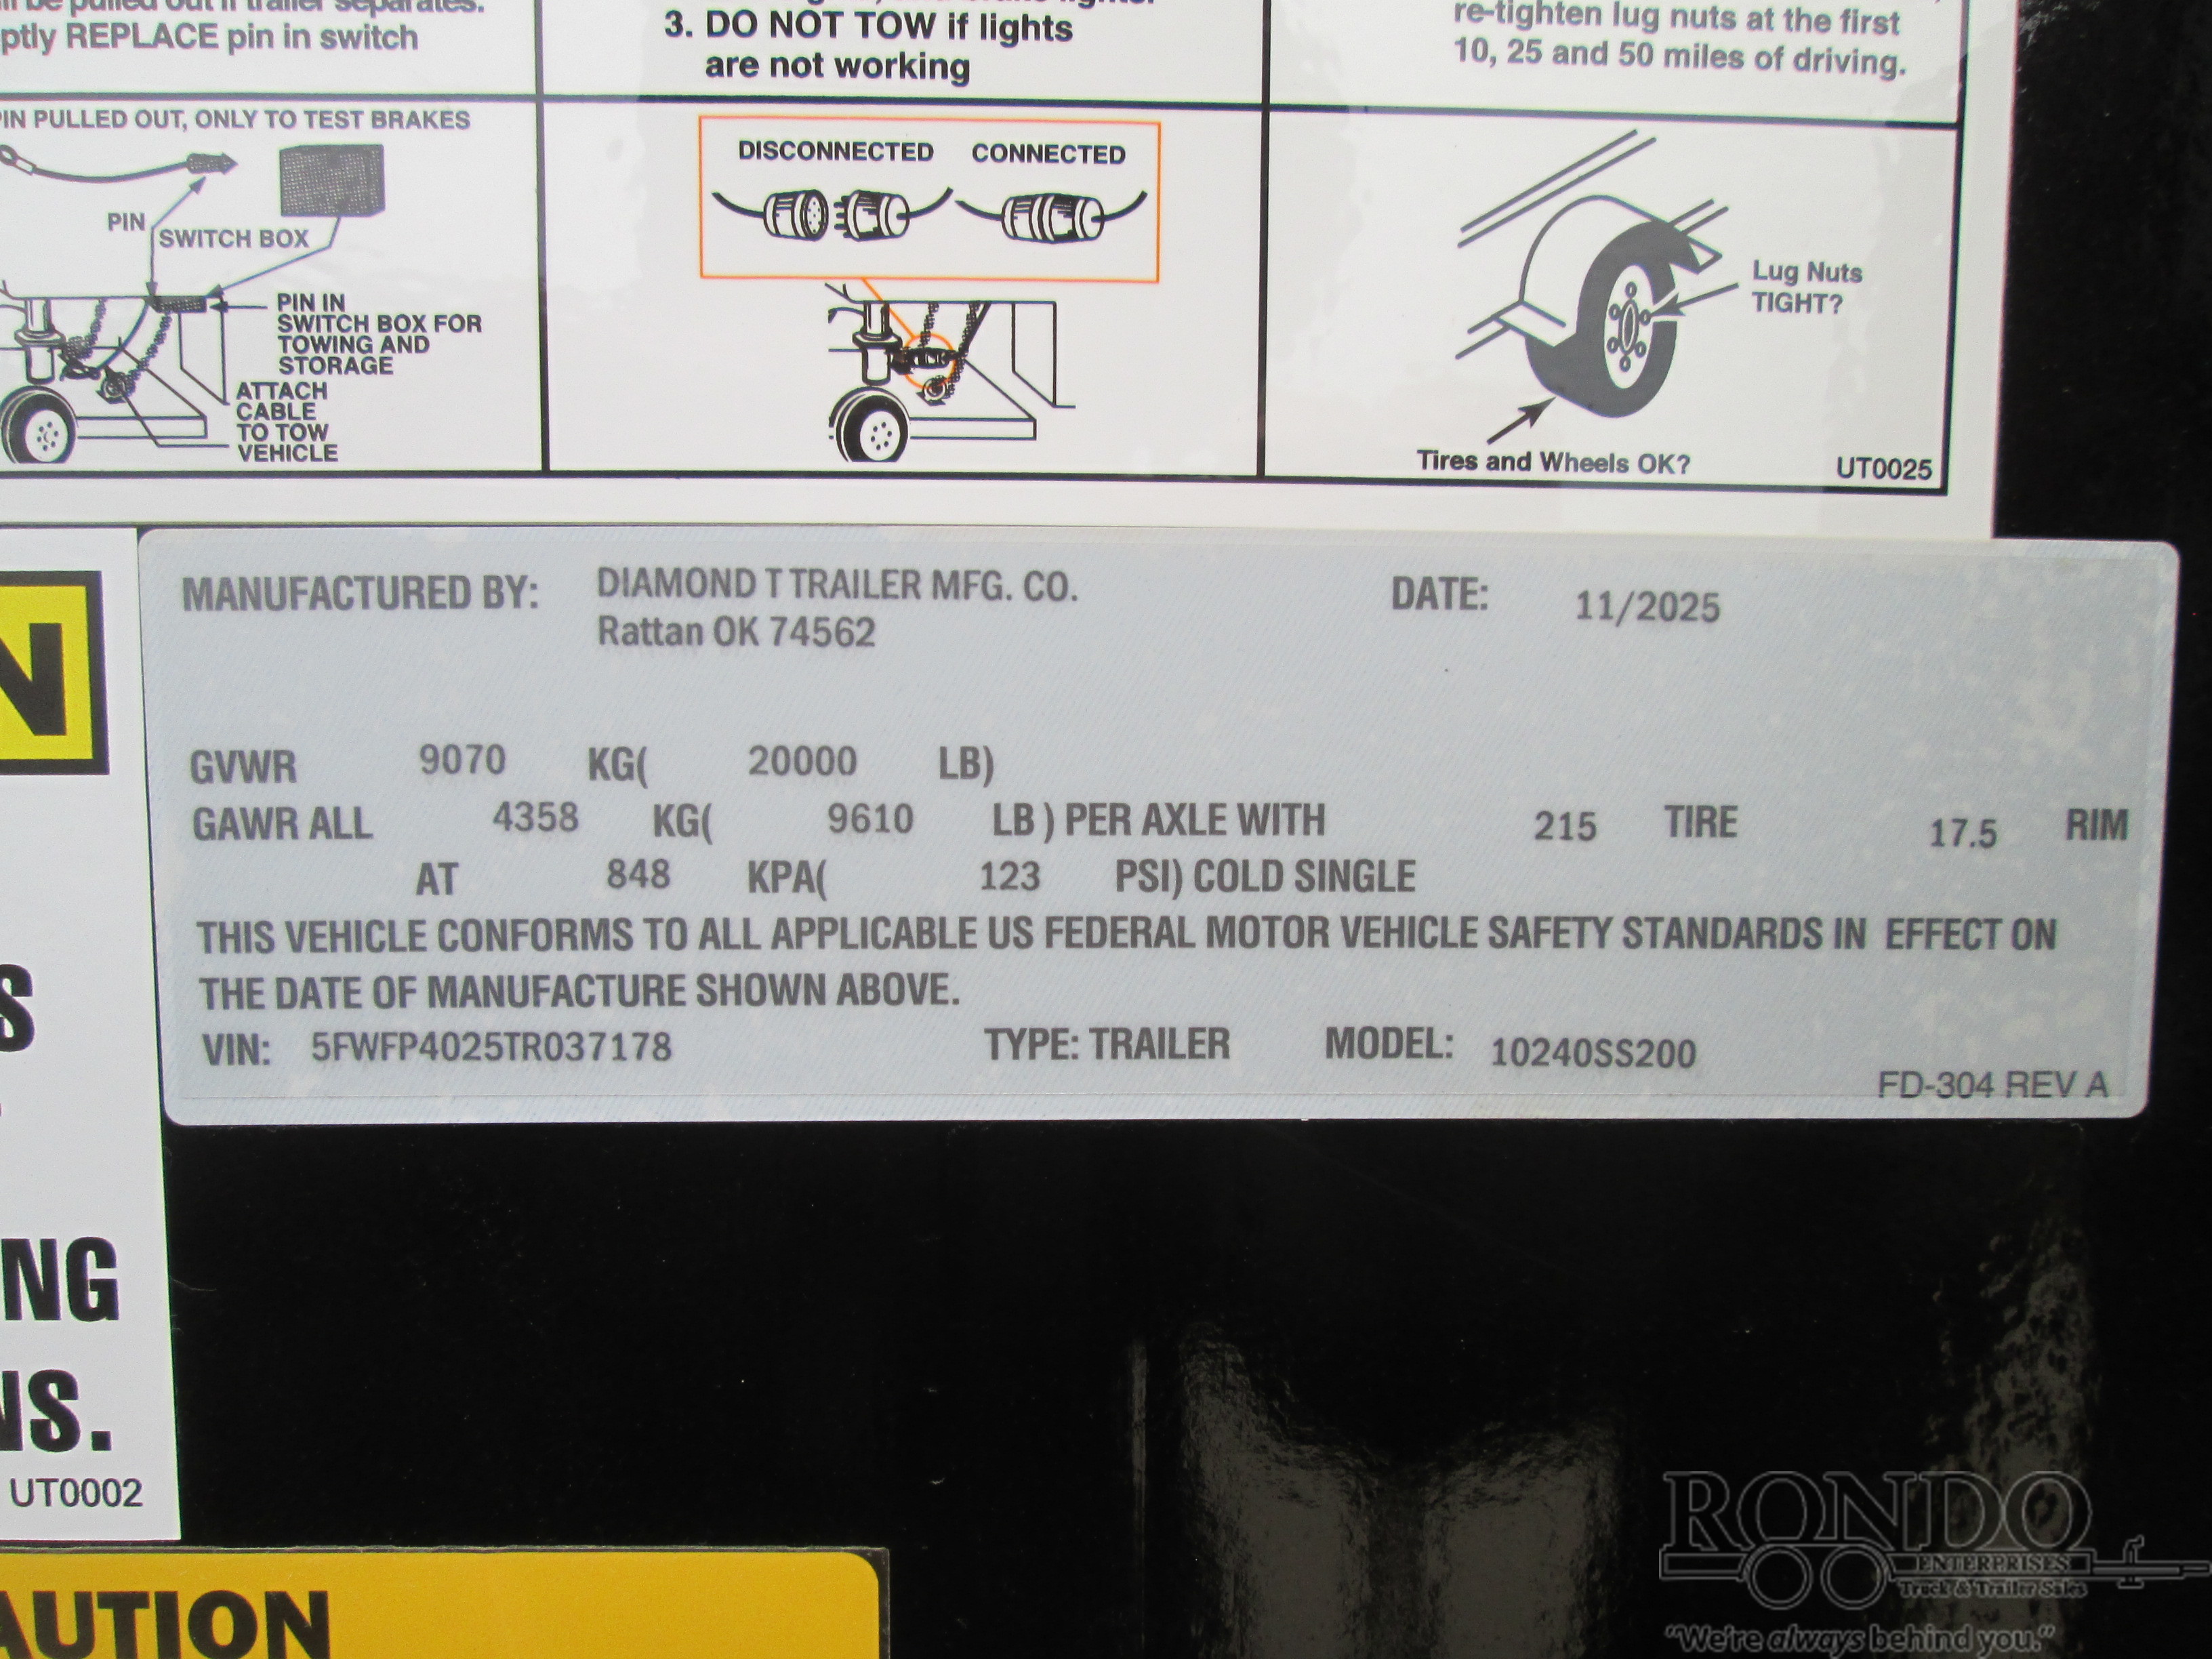 be pulled out if trailer separates.
ptly REPLACE pin in switch
3. DO NOT TOW if lights
are not working
re-tighten lug nuts at the first
10, 25 and 50 miles of driving.
PIN PULLED OUT, ONLY TO TEST BRAKES
PIN
SWITCH BOX
PIN IN
SWITCH BOX FOR
TOWING AND
STORAGE
ATTACH
CABLE
TO TOW
VEHICLE
DISCONNECTED CONNECTED
Lug Nuts
TIGHT?
Tires and Wheels OK?
UT0025
MANUFACTURED BY: DIAMOND T TRAILER MFG. CO. DATE: 11/2025
Rattan OK 74562
GVWR 9070 KG( 20000 LB)
GAWR ALL 4358 KG( 9610 LB ) PER AXLE WITH 215 TIRE 17.5 RIM
AT 848 KPA( 123 PSI) COLD SINGLE
THIS VEHICLE CONFORMS TO ALL APPLICABLE US FEDERAL MOTOR VEHICLE SAFETY STANDARDS IN EFFECT ON
THE DATE OF MANUFACTURE SHOWN ABOVE.
VIN: 5FWFP4025TR037178 TYPE: TRAILER MODEL: 10240SS200
FD-304 REV A
N
S
NG
NS.
UT0002
AUTION
RONDO
ENTERPRISES
Truck & Trailer Sales
"We're always behind you."